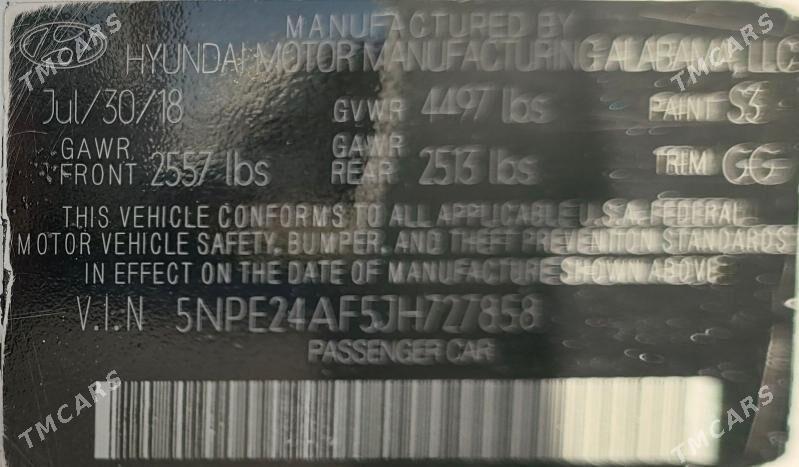 MANUFACTURED BY
HYUNDAI MOTOR MANUFACTURING ALABAMA, LLC
Jul/30/18 GVWR 4497 lbs PAINT S3
GAWR FRONT 2557 lbs GAWR REAR 2513 lbs TRIM GG
THIS VEHICLE CONFORMS TO ALL APPLICABLE U.S.A. FEDERAL
MOTOR VEHICLE SAFETY, BUMPER, AND THEFT PREVENTION STANDARDS
IN EFFECT ON THE DATE OF MANUFACTURE SHOWN ABOVE
V.I.N 5NPE24AF5JH727858
PASSENGER CAR
TMCARS
TMCARS
TMCARS
TMCARS